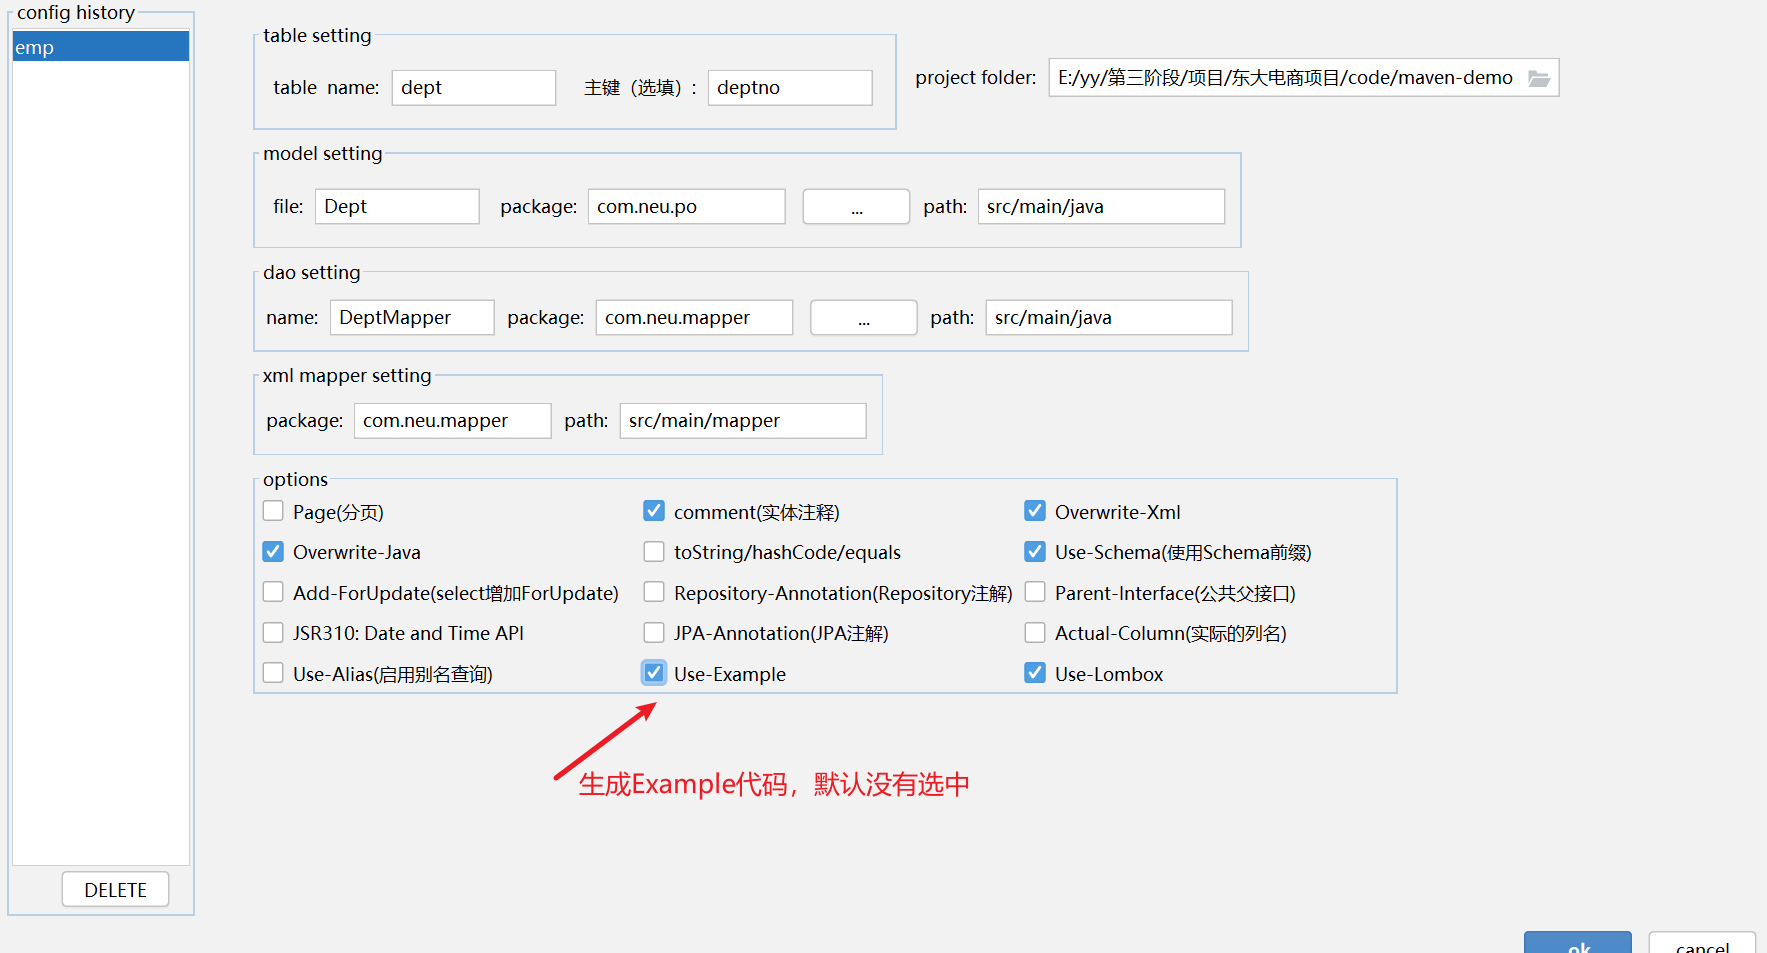 config history
emp
DELETE
table setting
table name: dept 主键（选填）: deptno
project folder: E:/yy/第三阶段/项目/东大电商项目/code/maven-demo
model setting
file: Dept package: com.neu.po ... path: src/main/java
dao setting
name: DeptMapper package: com.neu.mapper ... path: src/main/java
xml mapper setting
package: com.neu.mapper path: src/main/mapper
options
Page(分页) comment(实体注释) Overwrite-Xml
Overwrite-Java toString/hashCode/equals Use-Schema(使用Schema前缀)
Add-ForUpdate(select增加ForUpdate) Repository-Annotation(Repository注解) Parent-Interface(公共父接口)
JSR310: Date and Time API JPA-Annotation(JPA注解) Actual-Column(实际的列名)
Use-Alias(启用别名查询) Use-Example Use-Lombox
生成Example代码，默认没有选中
ok cancel